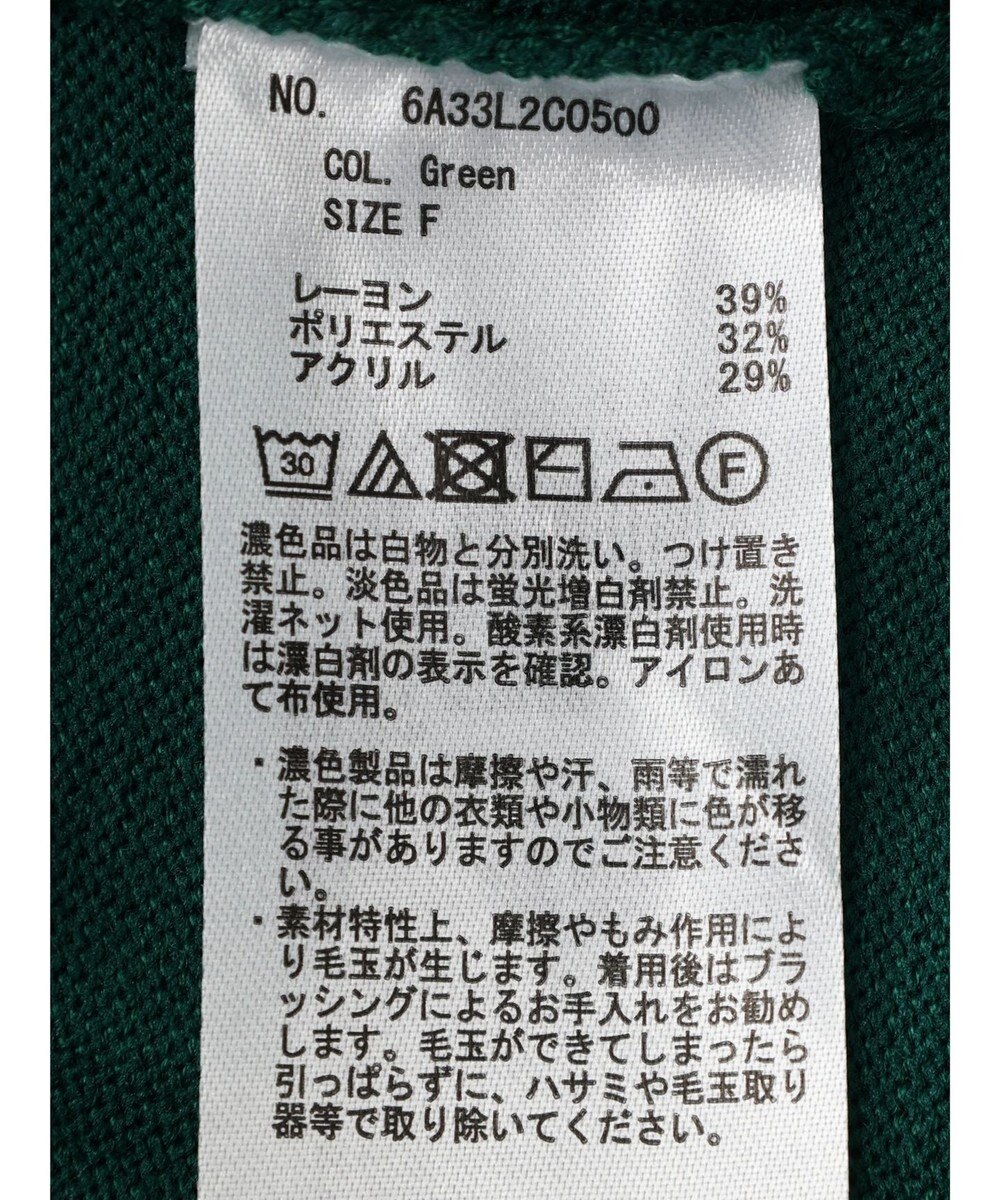 NO. 6A33L2C05o0
COL. Green
SIZE F
レーヨン 39%
ポリエステル 32%
アクリル 29%
30 F
濃色品は白物と分別洗い。つけ置き
禁止。淡色品は蛍光増白剤禁止。洗
濯ネット使用。酸素系漂白剤使用時
は漂白剤の表示を確認。アイロンあ
て布使用。
・濃色製品は摩擦や汗、雨等で濡れ
た際に他の衣類や小物類に色が移
る事がありますのでご注意くださ
い。
・素材特性上、摩擦やもみ作用によ
り毛玉が生じます。着用後はブラ
ッシングによるお手入れをお勧め
します。毛玉ができてしまったら
引っぱらずに、ハサミや毛玉取り
器等で取り除いてください。